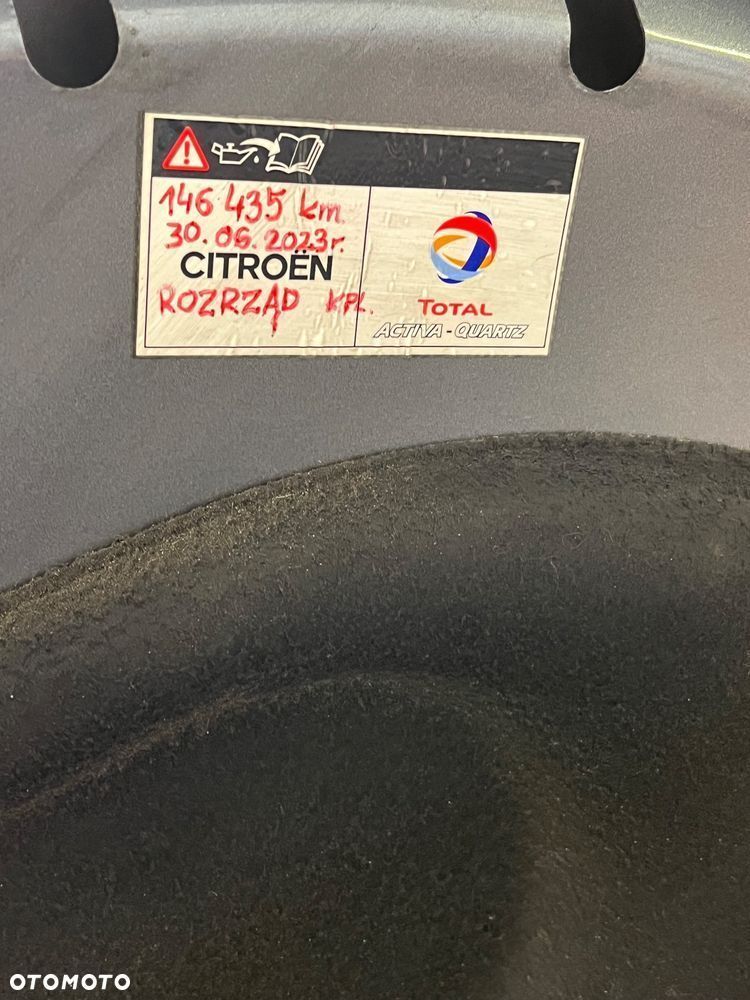 146 435 km
30.06.2023r.
CITROËN
ROZRZĄD KPL.
TOTAL
ACTIVA - QUARTZ
OTOMOTO